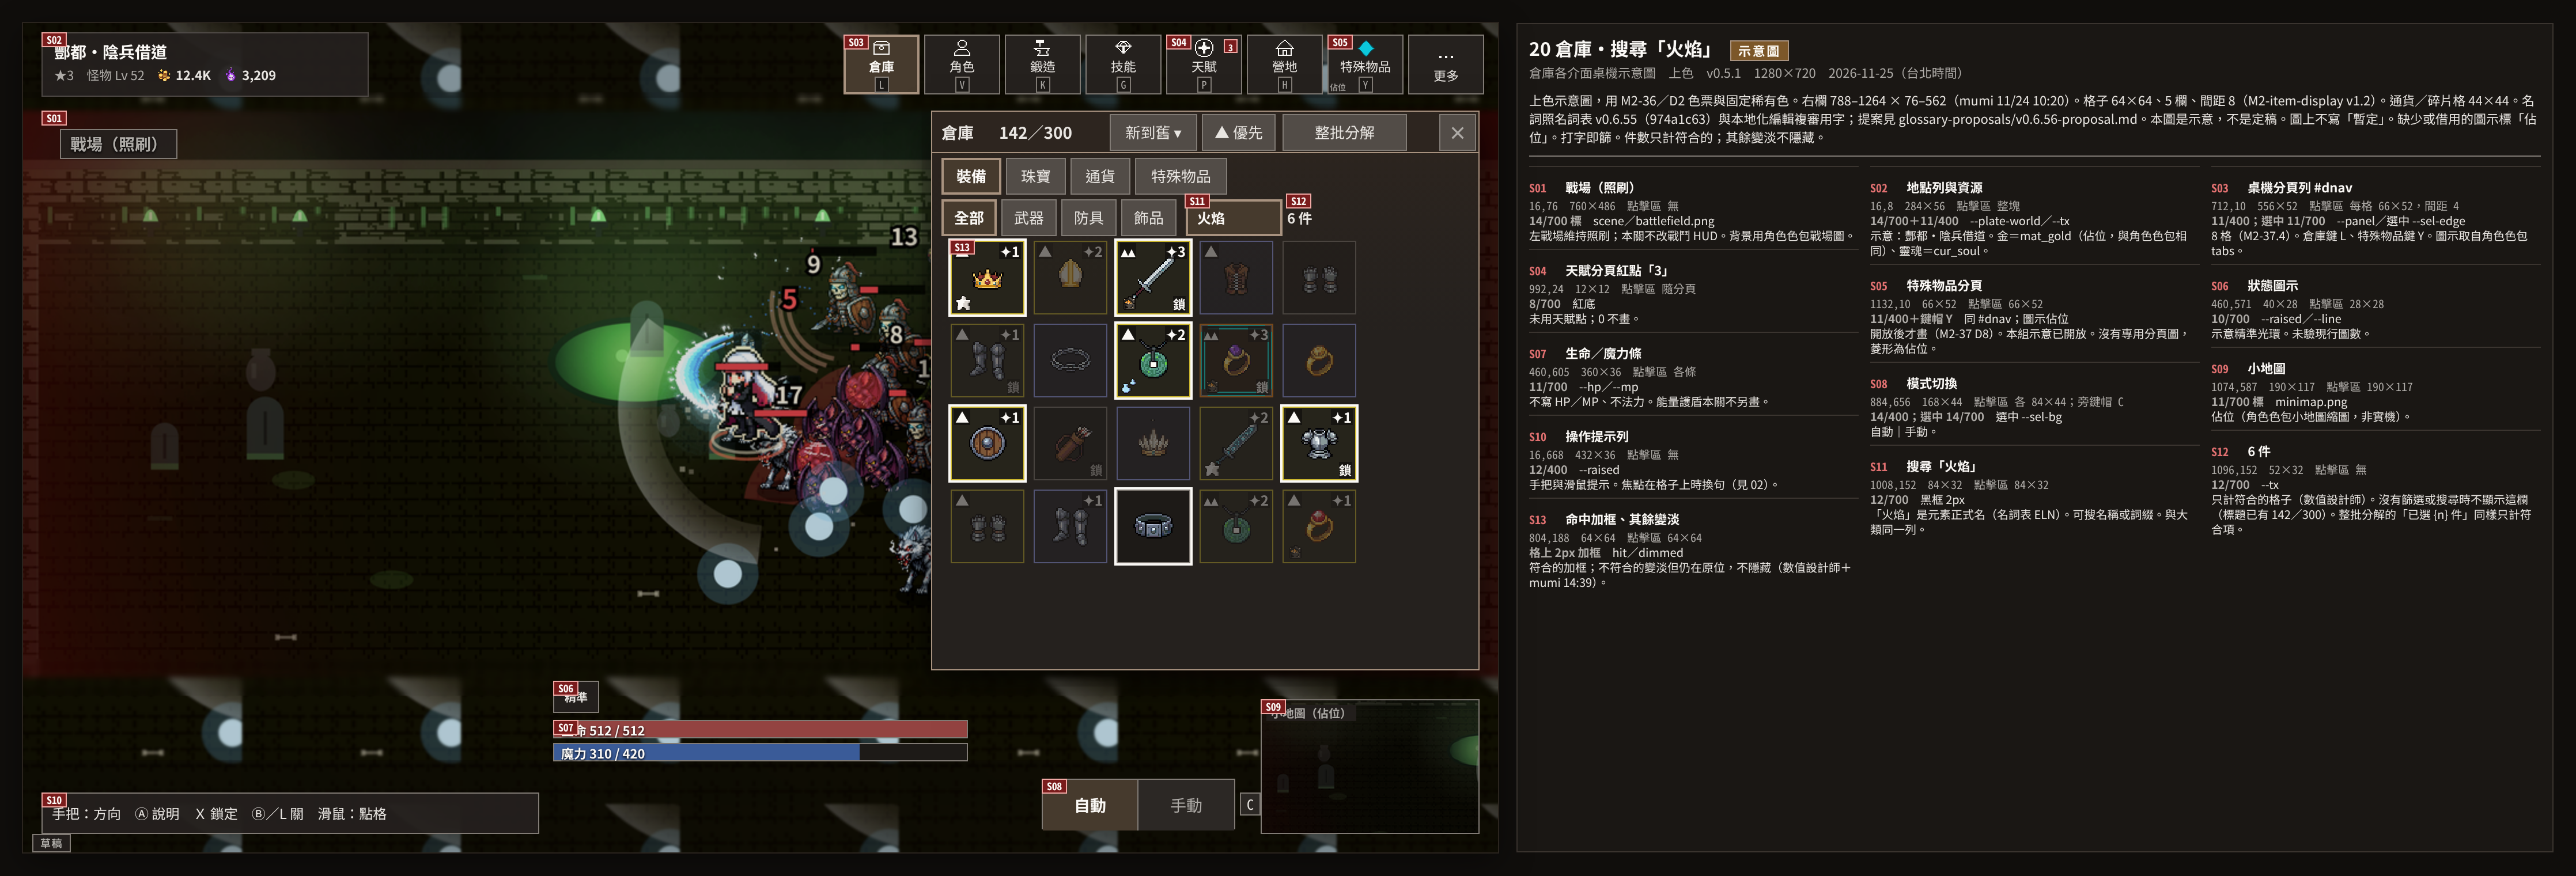 S02
酆都・陰兵借道
★3 怪物 Lv 52 12.4K 3,209
S01
戰場（照刷）
S03
倉庫
L
角色
V
鍛造
K
技能
G
S04
3
天賦
P
營地
H
S05
特殊物品
佔位
Y
…
更多
倉庫 142／300 新到舊▾ ▲優先 整批分解 ×
裝備 珠寶 通貨 特殊物品
S11 S12
全部 武器 防具 飾品 火焰 6 件
S13 ✦1 ▲ ✦2 ▲▲ ✦3 ▲
鎖
▲ ✦1 ▲ ✦2 ▲▲ ✦3
鎖 鎖
▲ ✦1 ✦2 ▲ ✦1
鎖 鎖
▲ ✦1 ▲▲ ✦2 ▲ ✦1
13
9
5
8
1
17
S06
精準
S07
命 512 / 512
魔力 310 / 420
S08
自動 手動 C
S09
地圖（佔位）
S10
手把：方向 Ⓐ 說明 X 鎖定 Ⓑ／L 關 滑鼠：點格
草稿
20 倉庫・搜尋「火焰」 示意圖
倉庫各介面桌機示意圖 上色 v0.5.1 1280×720 2026-11-25（台北時間）
上色示意圖，用 M2-36／D2 色票與固定稀有色。右欄 788–1264 × 76–562（mumi 11/24 10:20）。格子 64×64、5 欄、間距 8（M2-item-display v1.2）。通貨／碎片格 44×44。名
詞照名詞表 v0.6.55（974a1c63）與本地化編輯複審用字；提案見 glossary-proposals/v0.6.56-proposal.md。本圖是示意，不是定稿。圖上不寫「暫定」。缺少或借用的圖示標「佔
位」。打字即篩。件數只計符合的；其餘變淡不隱藏。
S01 戰場（照刷）
16,76 760×486 點擊區 無
14/700 標 scene／battlefield.png
左戰場維持照刷；本關不改戰鬥 HUD。背景用角色色包戰場圖。
S04 天賦分頁紅點「3」
992,24 12×12 點擊區 隨分頁
8/700 紅底
未用天賦點；0 不畫。
S07 生命／魔力條
460,605 360×36 點擊區 各條
11/700 --hp／--mp
不寫 HP／MP、不法力。能量護盾本關不另畫。
S10 操作提示列
16,668 432×36 點擊區 無
12/400 --raised
手把與滑鼠提示。焦點在格子上時換句（見 02）。
S13 命中加框、其餘變淡
804,188 64×64 點擊區 64×64
格上 2px 加框 hit／dimmed
符合的加框；不符合的變淡但仍在原位，不隱藏（數值設計師＋
mumi 14:39）。
S02 地點列與資源
16,8 284×56 點擊區 整塊
14/700＋11/400 --plate-world／--tx
示意：酆都・陰兵借道。金＝mat_gold（佔位，與角色色包相
同）、靈魂＝cur_soul。
S05 特殊物品分頁
1132,10 66×52 點擊區 66×52
11/400＋鍵帽 Y 同 #dnav；圖示佔位
開放後才畫（M2-37 D8）。本組示意已開放。沒有專用分頁圖，
菱形為佔位。
S08 模式切換
884,656 168×44 點擊區 各 84×44；旁鍵帽 C
14/400；選中 14/700 選中 --sel-bg
自動｜手動。
S11 搜尋「火焰」
1008,152 84×32 點擊區 84×32
12/700 黑框 2px
「火焰」是元素正式名（名詞表 ELN）。可搜名稱或詞綴。與大
類同一列。
S03 桌機分頁列 #dnav
712,10 556×52 點擊區 每格 66×52，間距 4
11/400；選中 11/700 --panel／選中 --sel-edge
8 格（M2-37.4）。倉庫鍵 L、特殊物品鍵 Y。圖示取自角色色包
tabs。
S06 狀態圖示
460,571 40×28 點擊區 28×28
10/700 --raised／--line
示意精準光環。未驗現行圖數。
S09 小地圖
1074,587 190×117 點擊區 190×117
11/700 標 minimap.png
佔位（角色色包小地圖縮圖，非實機）。
S12 6 件
1096,152 52×32 點擊區 無
12/700 --tx
只計符合的格子（數值設計師）。沒有篩選或搜尋時不顯示這欄
（標題已有 142／300）。整批分解的「已選 {n} 件」同樣只計符
合項。